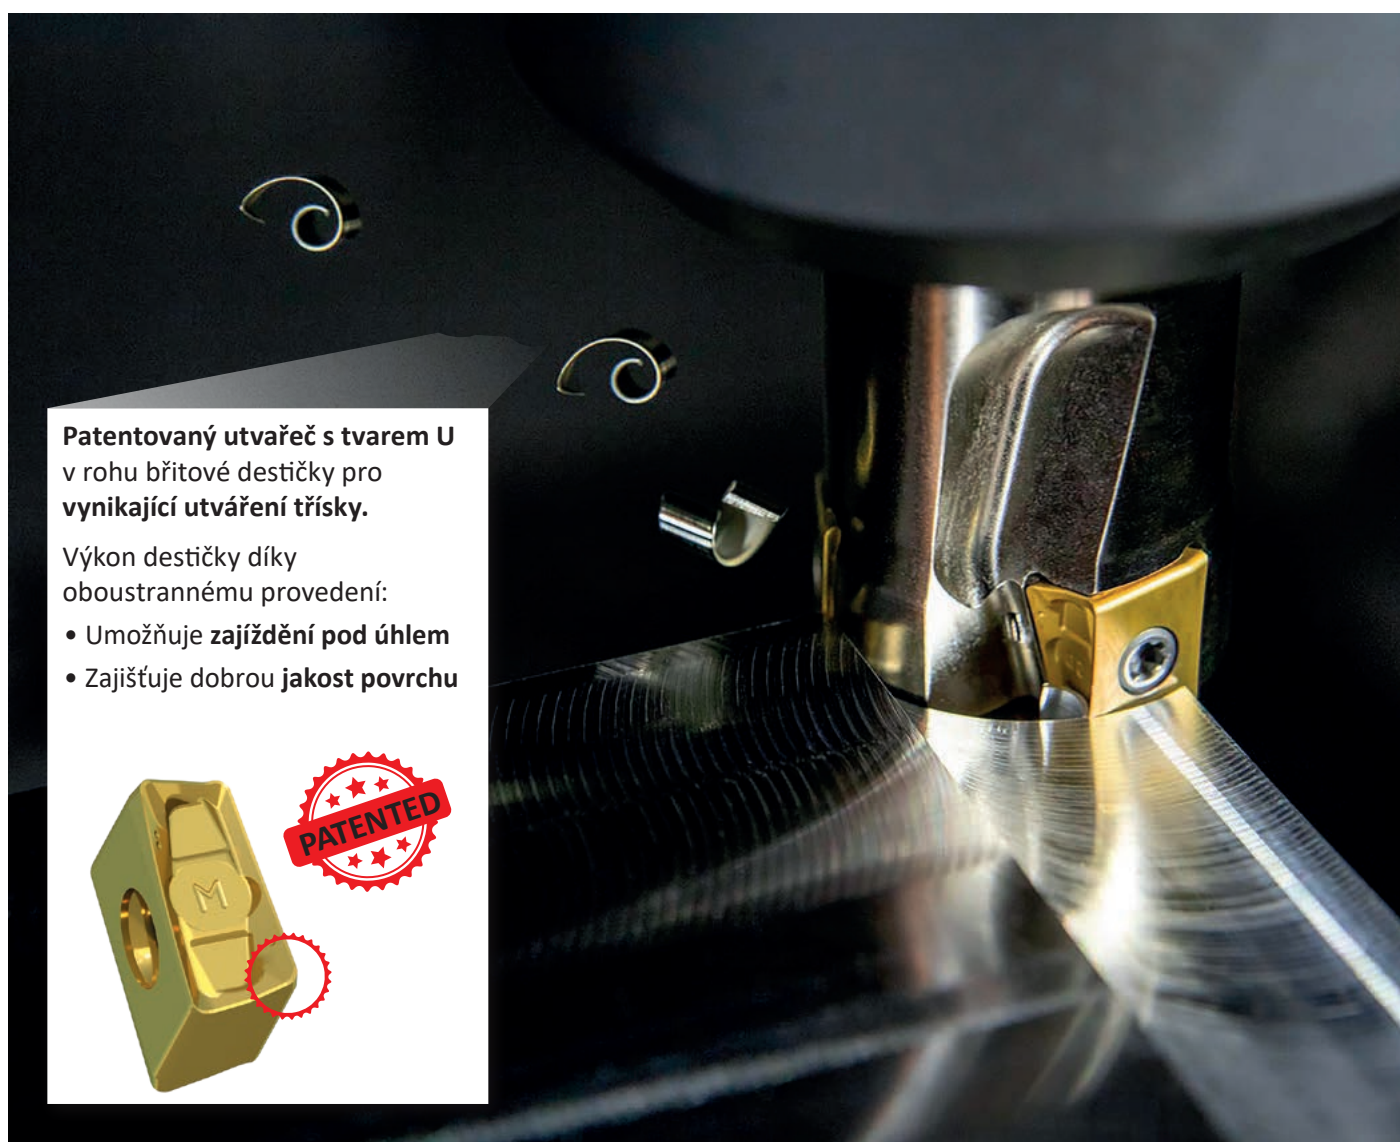 Patentovaný utvařeč s tvarem U
v rohu břitové destičky pro
vynikající utváření třísky.
Výkon destičky díky
oboustrannému provedení:
• Umožňuje zajíždění pod úhlem
• Zajišťuje dobrou jakost povrchu
PATENTED
M